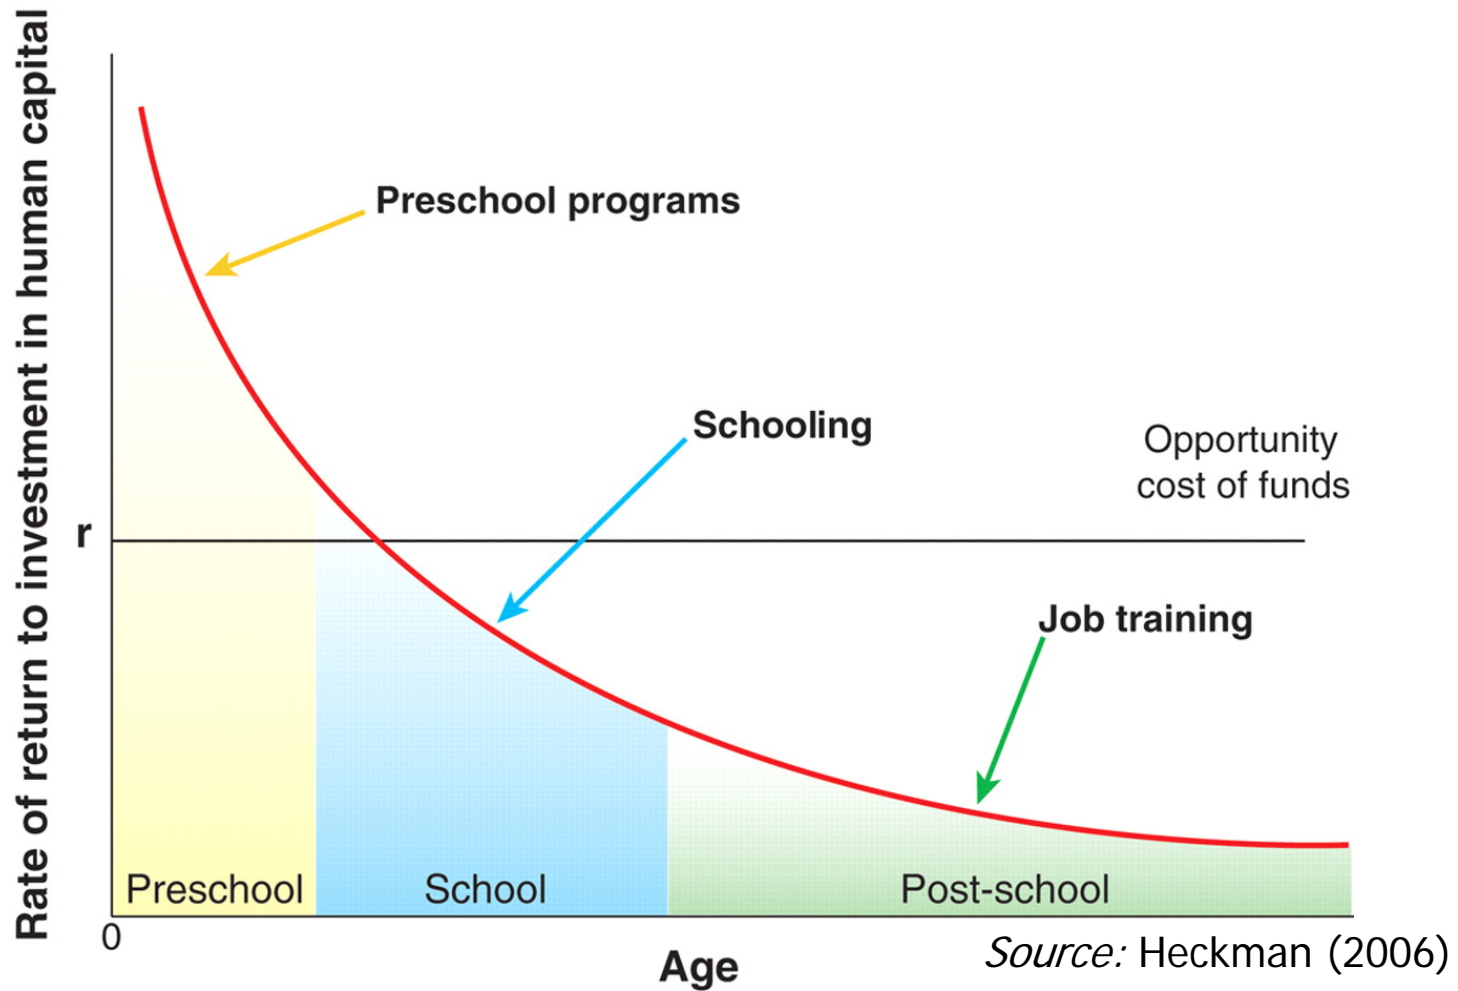 Rate of return to investment in human capital
Preschool programs
Schooling
Opportunity
cost of funds
r
Job training
Preschool
School
Post-school
0
Age
Source: Heckman (2006)